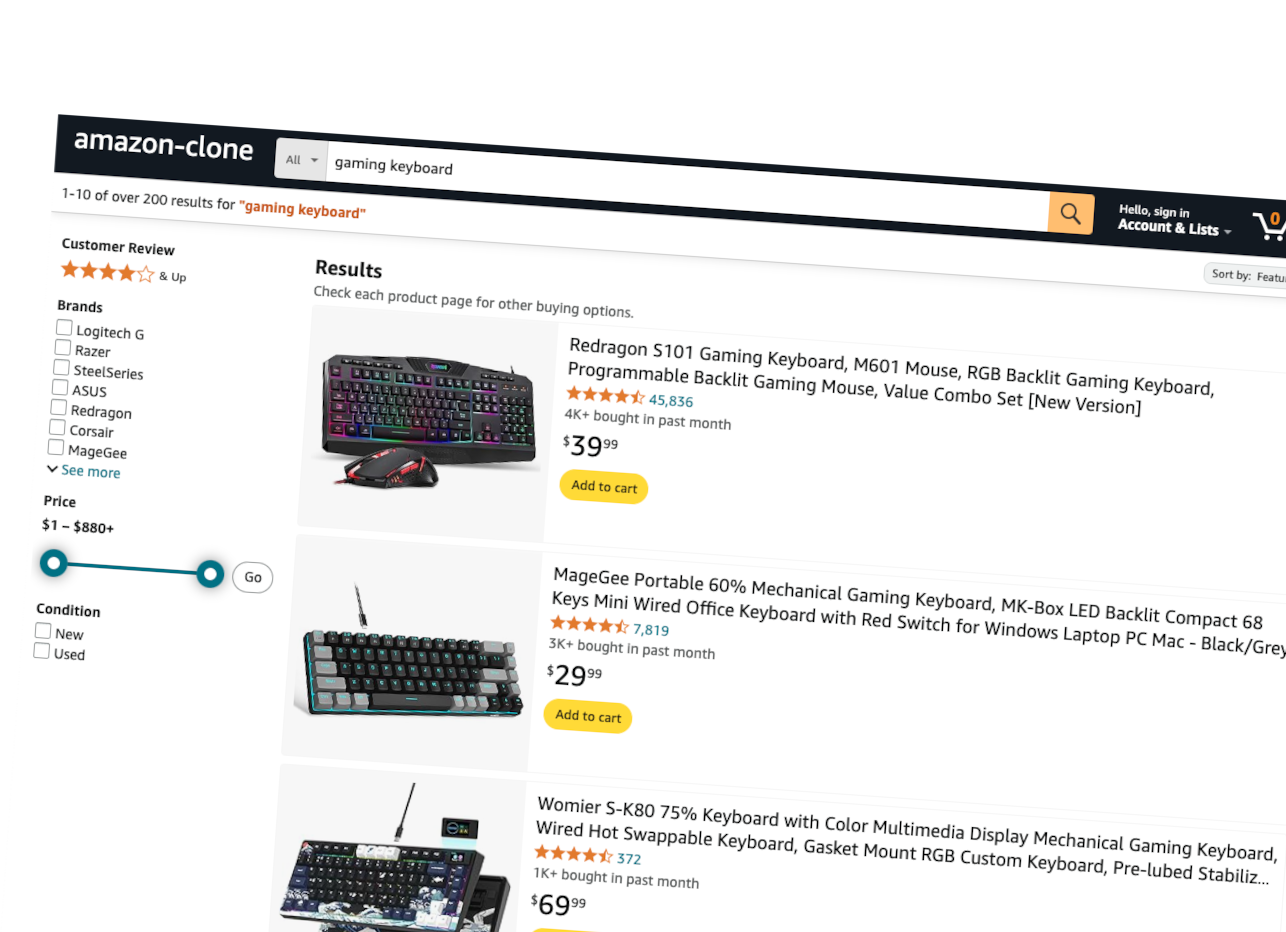 amazon-clone
All
gaming keyboard
Hello, sign in
Account & Lists
0
1-10 of over 200 results for "gaming keyboard"
Sort by: Featu
Customer Review
& Up
Brands
Logitech G
Razer
SteelSeries
ASUS
Redragon
Corsair
MageGee
See more
Price
$1 – $880+
Go
Condition
New
Used
Results
Check each product page for other buying options.
Redragon S101 Gaming Keyboard, M601 Mouse, RGB Backlit Gaming Keyboard,
Programmable Backlit Gaming Mouse, Value Combo Set [New Version]
45,836
4K+ bought in past month
$3999
Add to cart
MageGee Portable 60% Mechanical Gaming Keyboard, MK-Box LED Backlit Compact 68
Keys Mini Wired Office Keyboard with Red Switch for Windows Laptop PC Mac - Black/Grey
7,819
3K+ bought in past month
$2999
Add to cart
Womier S-K80 75% Keyboard with Color Multimedia Display Mechanical Gaming Keyboard,
Wired Hot Swappable Keyboard, Gasket Mount RGB Custom Keyboard, Pre-lubed Stabiliz...
372
1K+ bought in past month
$6999